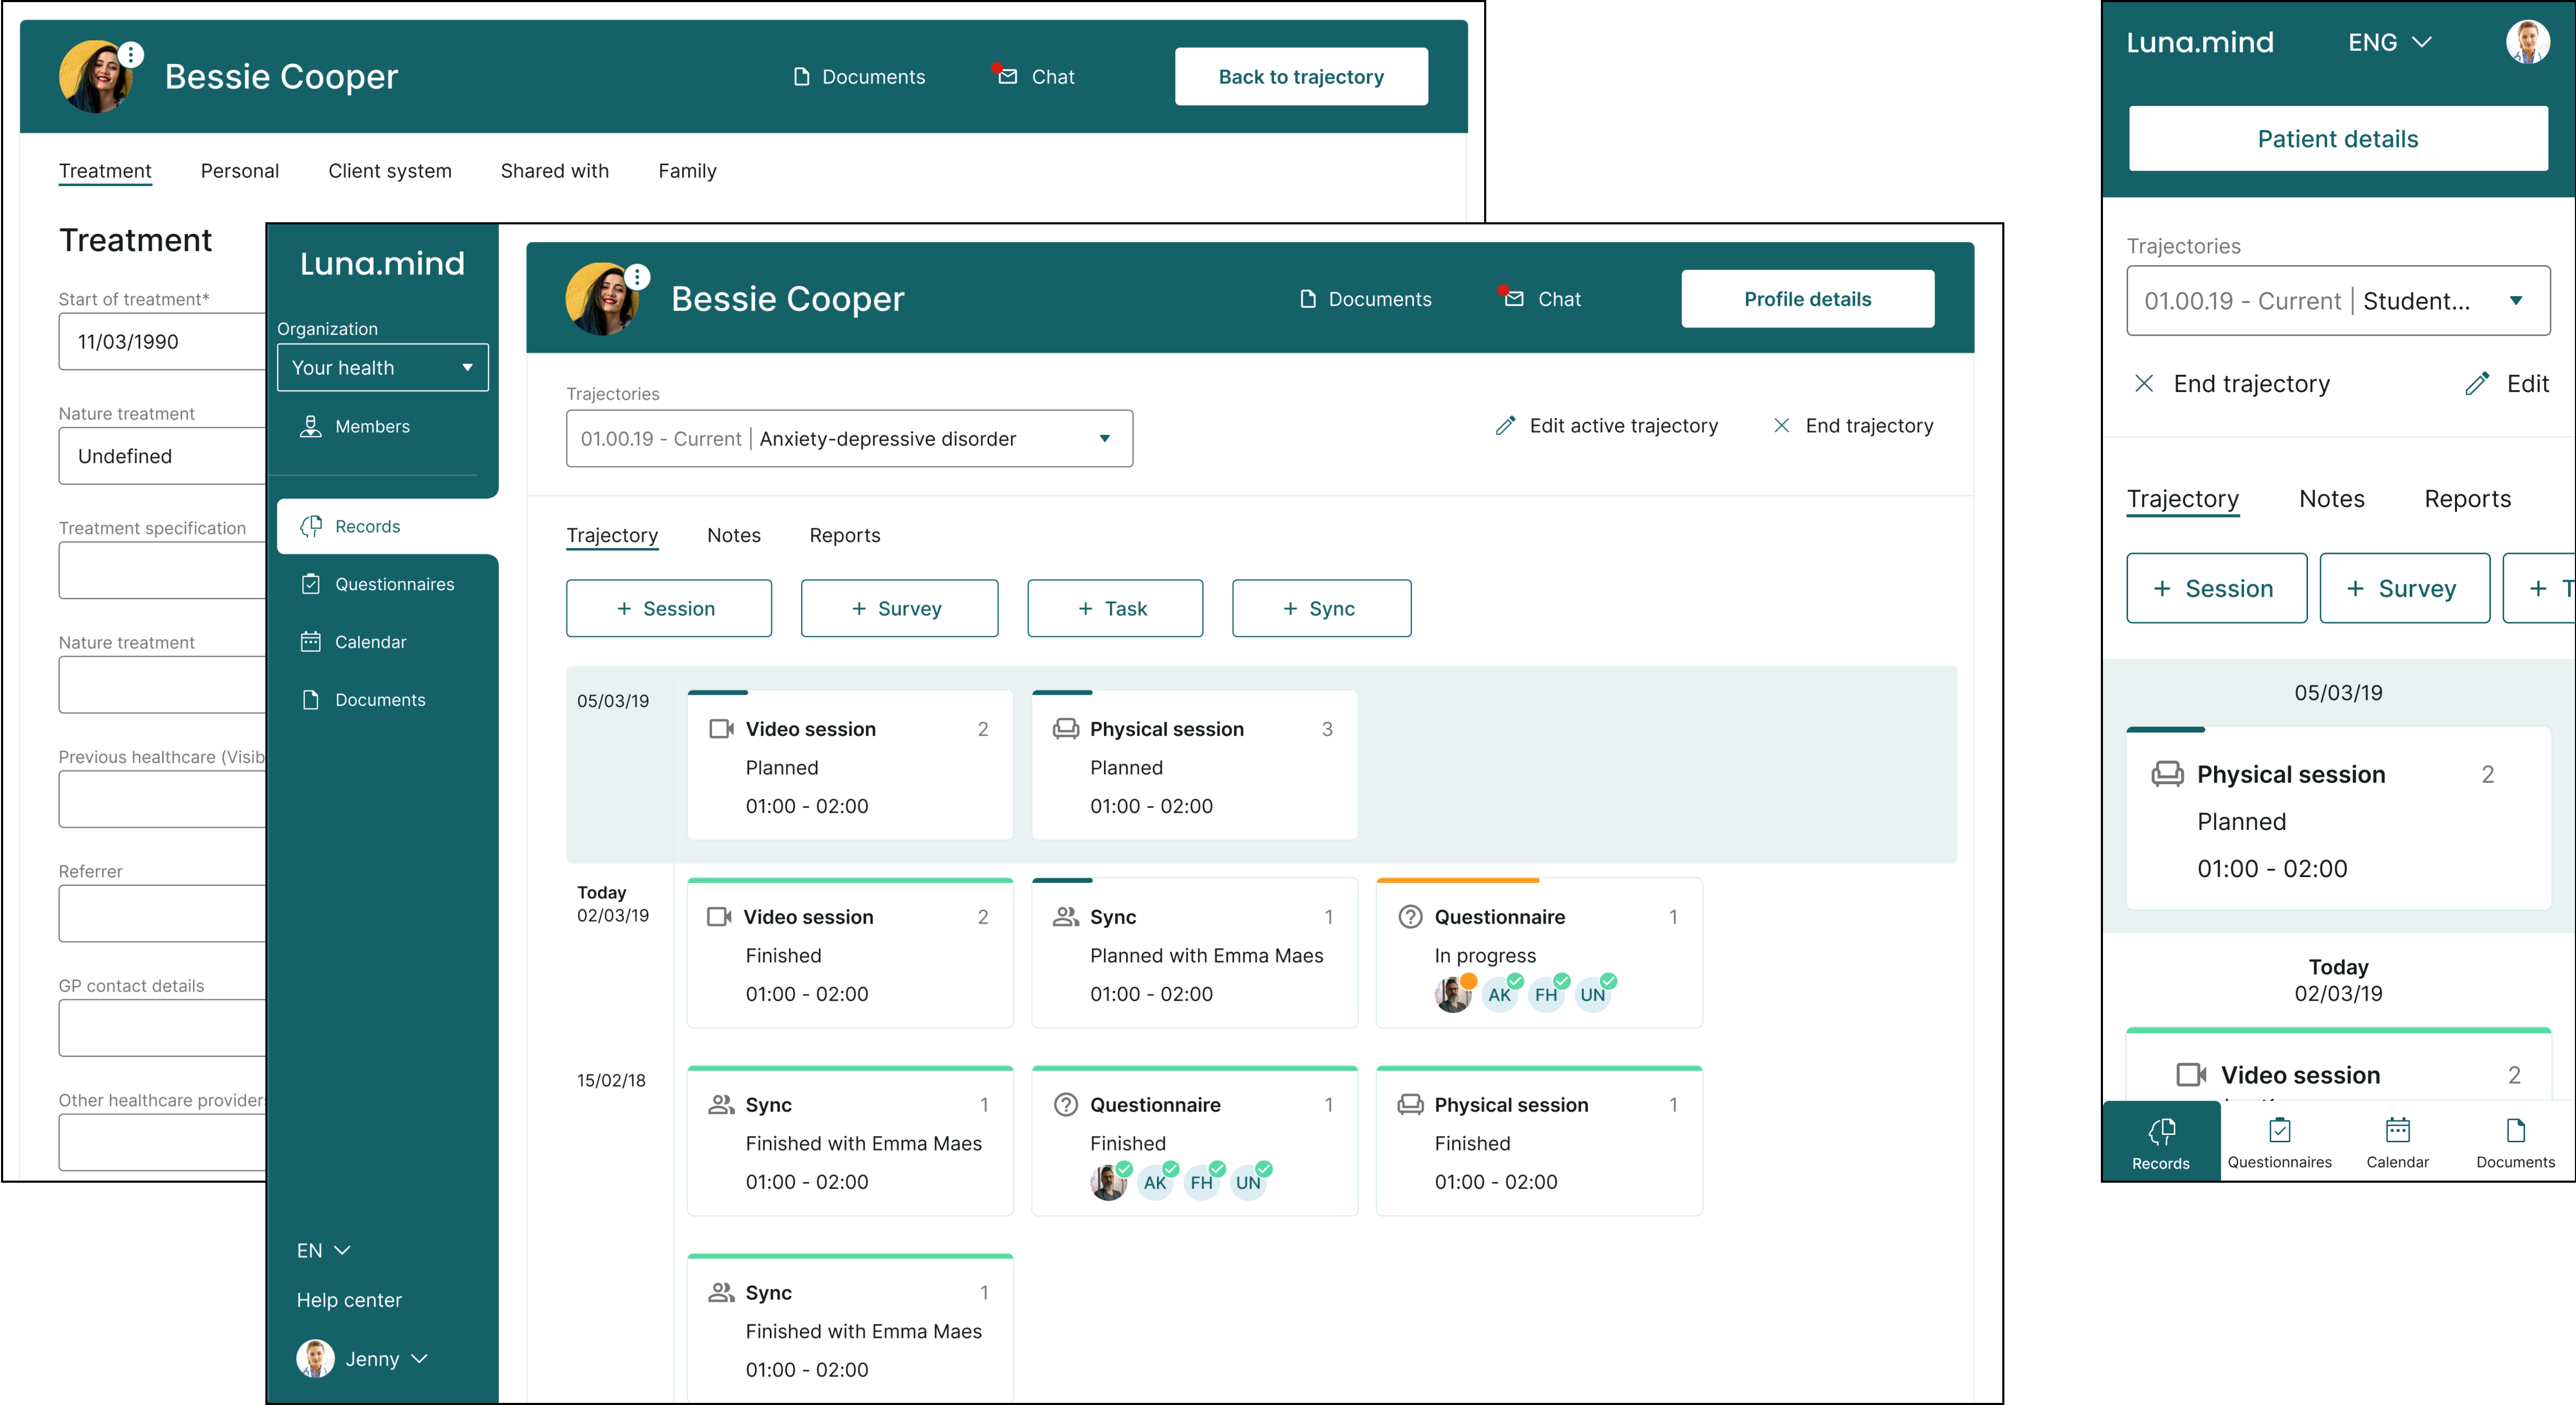 Bessie Cooper
Documents
Chat
Back to trajectory
Treatment
Personal
Client system
Shared with
Family
Treatment
Start of treatment*
11/03/1990
Nature treatment
Undefined
Treatment specification
Nature treatment
Previous healthcare (Visib
Referrer
GP contact details
Other healthcare provider
Luna.mind
Organization
Your health
Members
Records
Questionnaires
Calendar
Documents
EN
Help center
Jenny
Bessie Cooper
Documents
Chat
Profile details
Trajectories
01.00.19 - Current | Anxiety-depressive disorder
Edit active trajectory
End trajectory
Trajectory
Notes
Reports
+ Session
+ Survey
+ Task
+ Sync
05/03/19
Video session 2
Planned
01:00 - 02:00
Physical session 3
Planned
01:00 - 02:00
Today
02/03/19
Video session 2
Finished
01:00 - 02:00
Sync 1
Planned with Emma Maes
01:00 - 02:00
Questionnaire 1
In progress
AK FH UN
15/02/18
Sync 1
Finished with Emma Maes
01:00 - 02:00
Questionnaire 1
Finished
AK FH UN
Physical session 1
Finished
01:00 - 02:00
Sync 1
Finished with Emma Maes
01:00 - 02:00
Luna.mind
ENG
Patient details
Trajectories
01.00.19 - Current | Student...
End trajectory
Edit
Trajectory
Notes
Reports
+ Session
+ Survey
+ T
05/03/19
Physical session 2
Planned
01:00 - 02:00
Today
02/03/19
Video session 2
Records
Questionnaires
Calendar
Documents